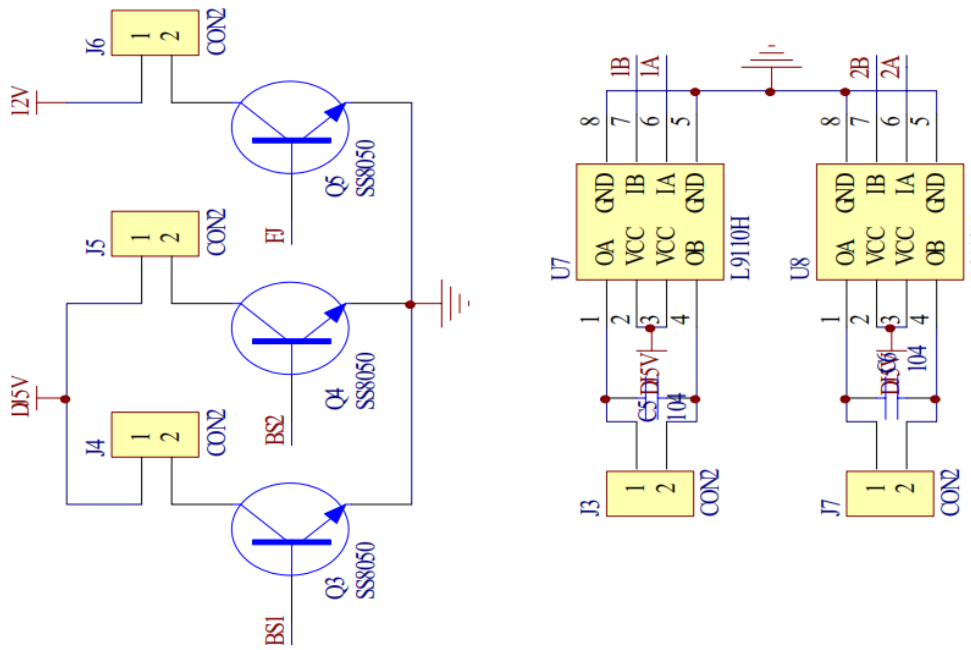 J6
1 2
CON2
12V
Q5
SS8050
FJ
J5
1 2
CON2
DJ5V
Q4
SS8050
BS2
J4
1 2
CON2
Q3
SS8050
BS1
1B
1A
8 7 6 5
GND IB IA GND
OA VCC VCC OB
U7
L9110H
1 2 3 4
DJ5V
C5
104
J3
1 2
CON2
2B
2A
8 7 6 5
GND IB IA GND
OA VCC VCC OB
U8
1 2 3 4
DJ5V
C6
104
J7
1 2
CON2